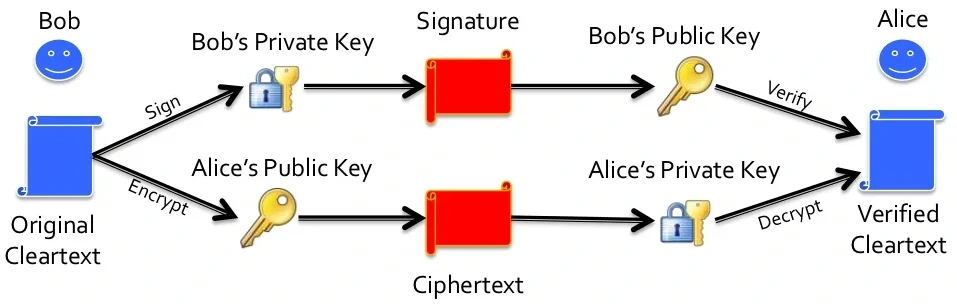 Bob
Signature
Alice
Bob's Private Key
Bob's Public Key
Sign
Verify
Alice's Public Key
Alice's Private Key
Encrypt
Decrypt
Original
Cleartext
Verified
Cleartext
Ciphertext